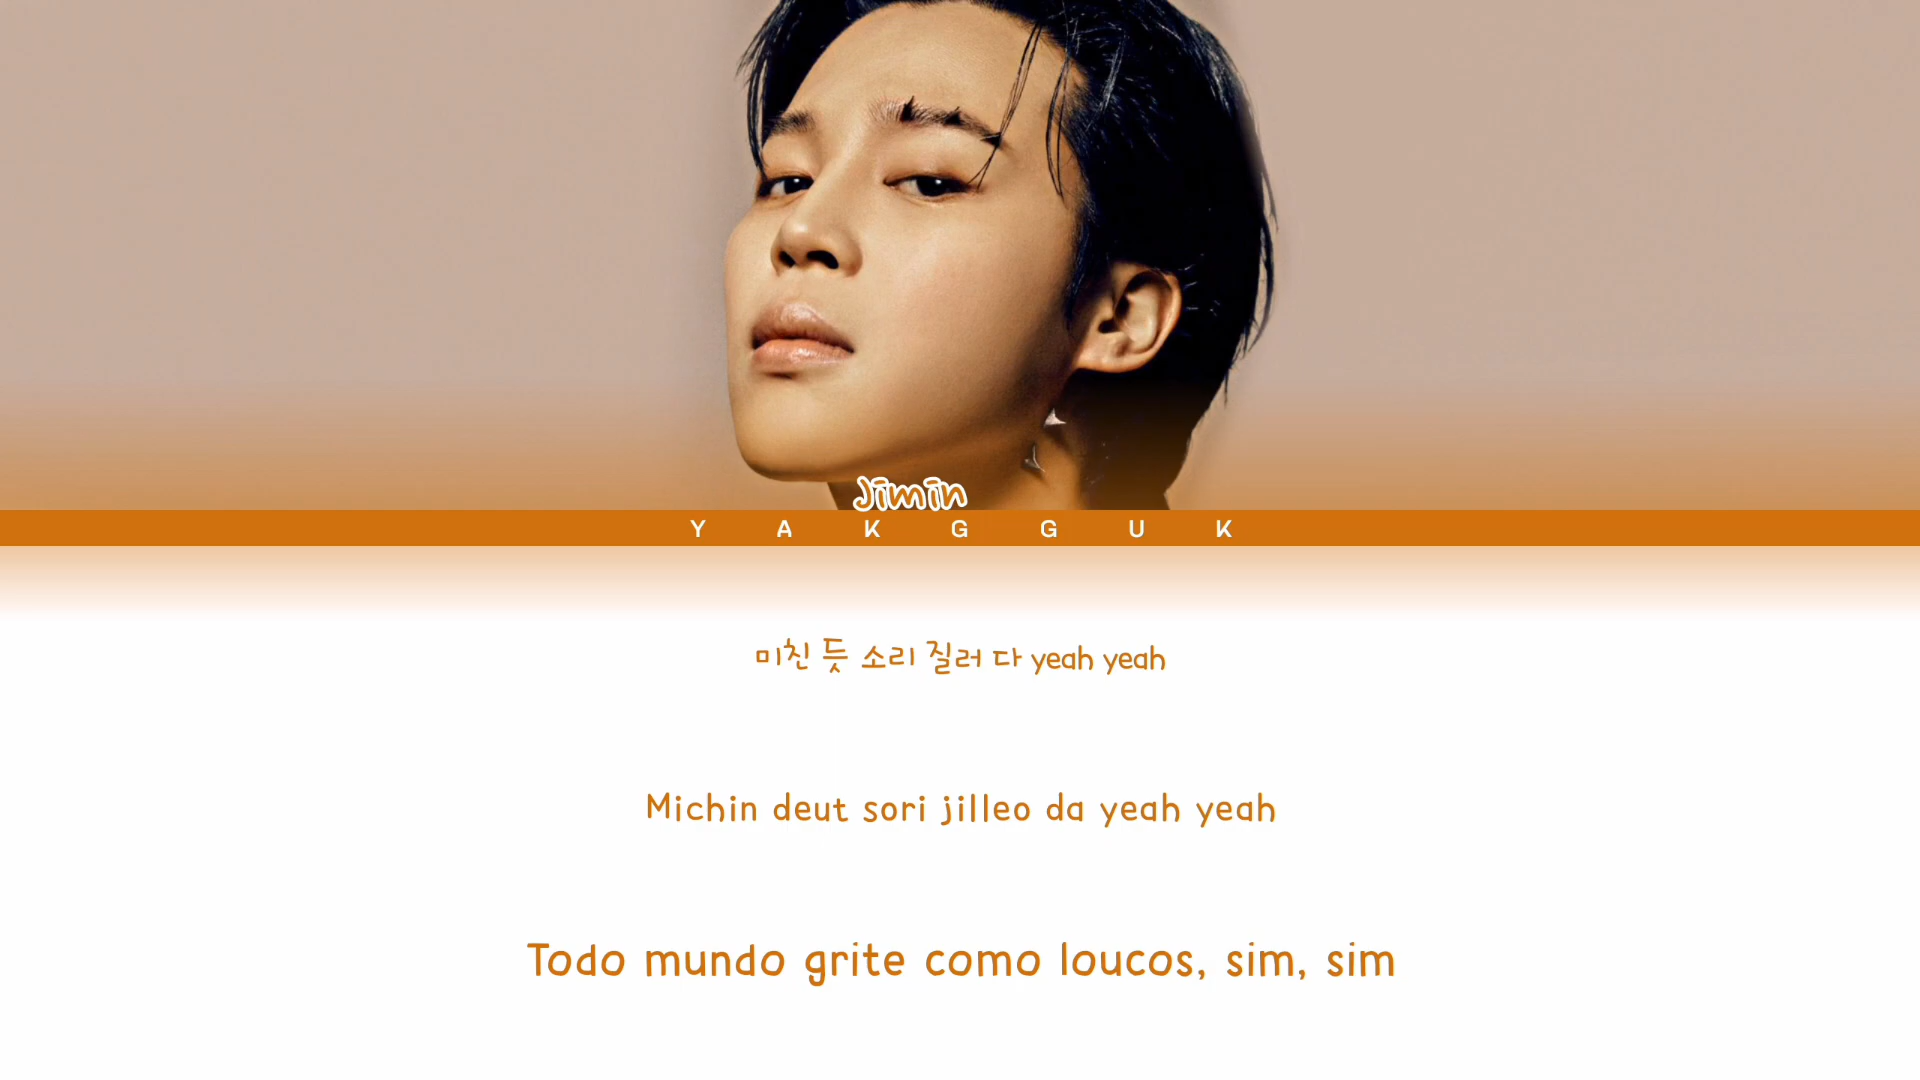 Jimin
YAKGGUK
미친 듯 소리 질러 다 yeah yeah
Michin deut sori jilleo da yeah yeah
Todo mundo grite como loucos, sim, sim